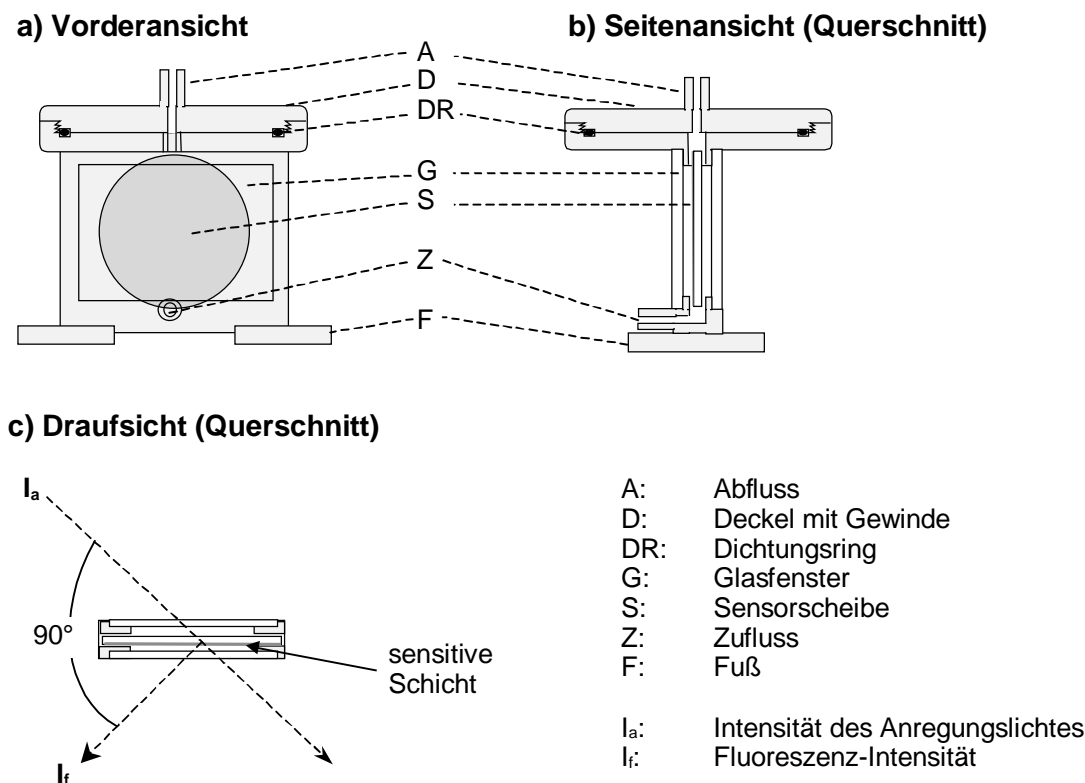 a) Vorderansicht
b) Seitenansicht (Querschnitt)
A
D
DR
G
S
Z
F
c) Draufsicht (Querschnitt)
Ia
90°
sensitive
Schicht
If
A: Abfluss
D: Deckel mit Gewinde
DR: Dichtungsring
G: Glasfenster
S: Sensorscheibe
Z: Zufluss
F: Fuß
Ia: Intensität des Anregungslichtes
If: Fluoreszenz-Intensität